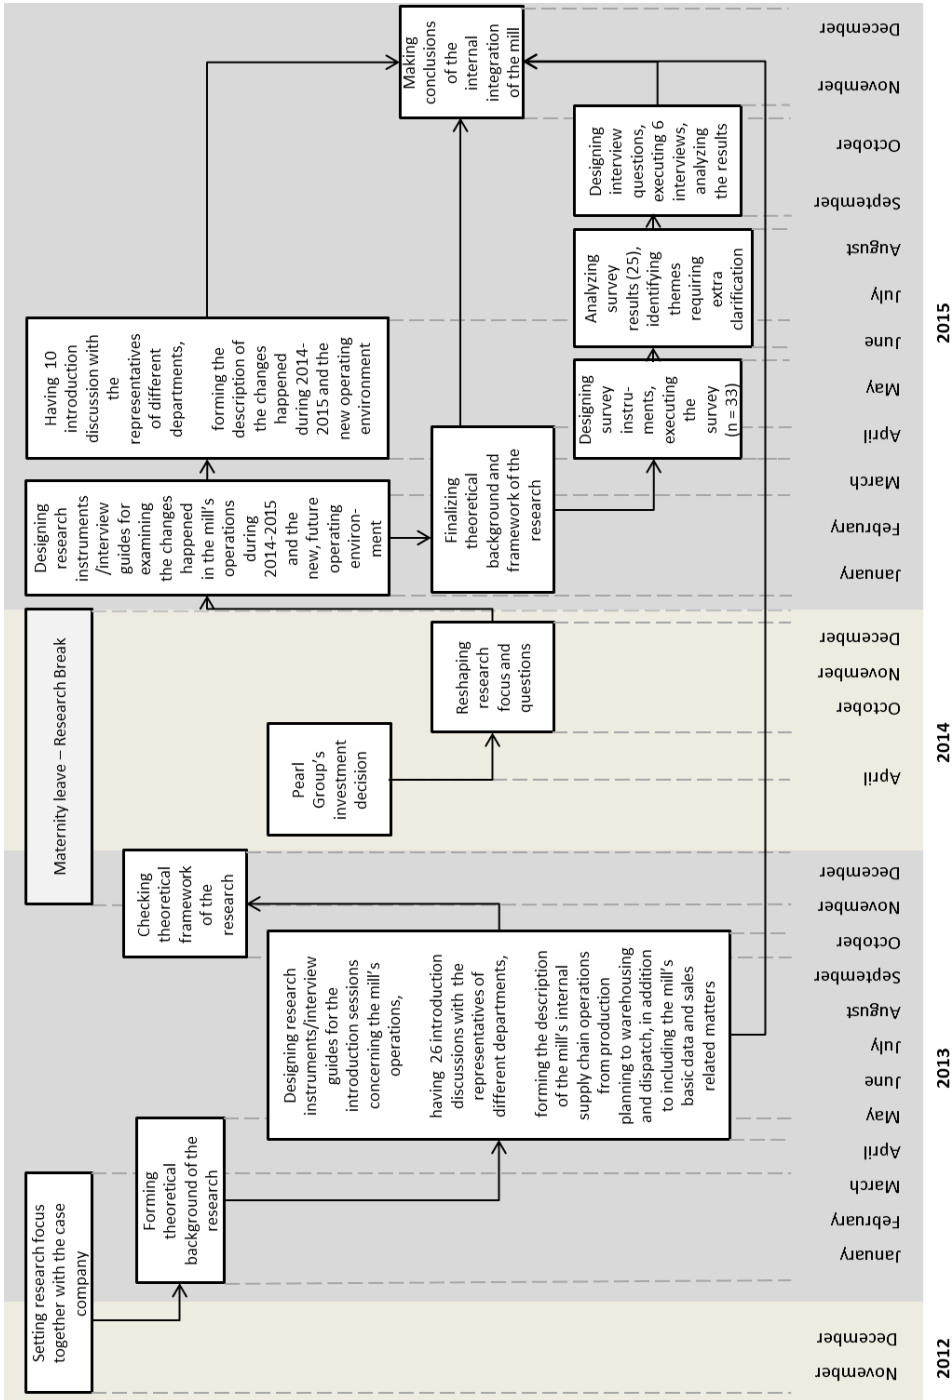 Setting research focus
together with the case
company
Forming
theoretical
background of the
research
Designing research
instruments/interview
guides for the
introduction sessions
concerning the mill's
operations,
having 26 introduction
discussions with the
representatives of
different departments,
forming the description
of the mill's internal
supply chain operations
from production
planning to warehousing
and dispatch, in addition
to including the mill's
basic data and sales
related matters
Checking
theoretical
framework
of the
research
Maternity leave – Research Break
Pearl
Group's
investment
decision
Reshaping
research
focus and
questions
Designing
research
instruments
/interview
guides for
examining
the changes
happened
in the mill's
operations
during
2014-2015
and the
new, future
operating
environ-
ment
Having 10
introduction
discussion with
the
representatives
of different
departments,
forming the
description of
the changes
happened
during 2014-
2015 and the
new operating
environment
Finalizing
theoretical
background and
framework of the
research
Designing
survey
instru-
ments,
executing
the
survey
(n = 33)
Analyzing
survey
results (25),
identifying
themes
requiring
extra
clarification
Designing
interview
questions,
executing 6
interviews,
analyzing
the results
Making
conclusions
of the
internal
integration
of the mill
November
December
January
February
March
April
May
June
July
August
September
October
November
December
April
October
November
December
January
February
March
April
May
June
July
August
September
October
November
December
2012
2013
2014
2015